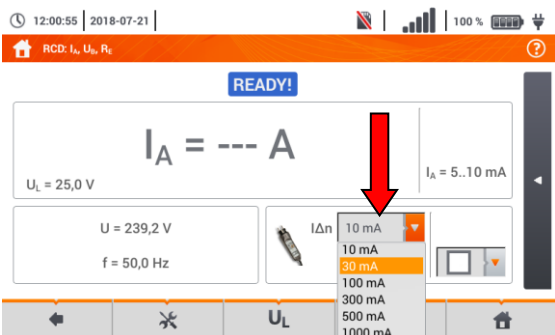 12:00:55 2018-07-21 100 %
RCD: IA, UB, RE ?
READY!
IA = --- A
UL = 25,0 V
IA = 5..10 mA
U = 239,2 V
f = 50,0 Hz
IΔn 10 mA
10 mA
30 mA
100 mA
300 mA
500 mA
1000 mA
UL